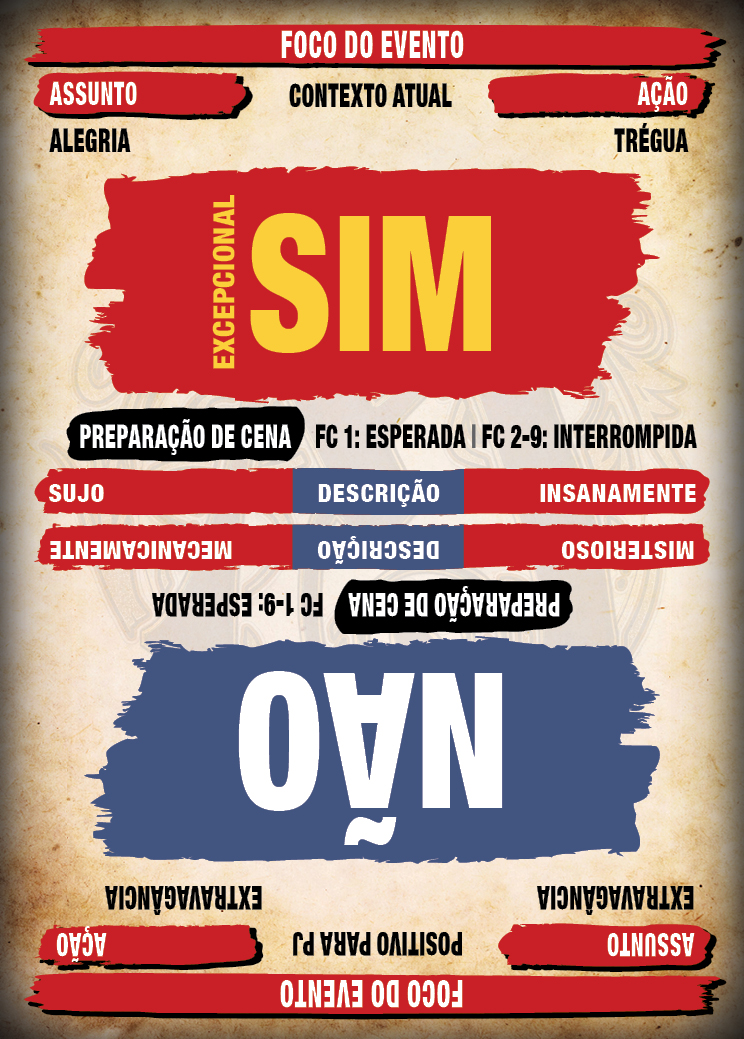 FOCO DO EVENTO
ASSUNTO CONTEXTO ATUAL AÇÃO
ALEGRIA TRÉGUA
EXCEPCIONAL
SIM
PREPARAÇÃO DE CENA FC 1: ESPERADA | FC 2-9: INTERROMPIDA
SUJO DESCRIÇÃO INSANAMENTE
FOCO DO EVENTO
ASSUNTO POSITIVO PARA PJ AÇÃO
EXTRAVAGÂNCIA EXTRAVAGÂNCIA
NÃO
PREPARAÇÃO DE CENA FC 1-9: ESPERADA
MISTERIOSO DESCRIÇÃO MECANICAMENTE